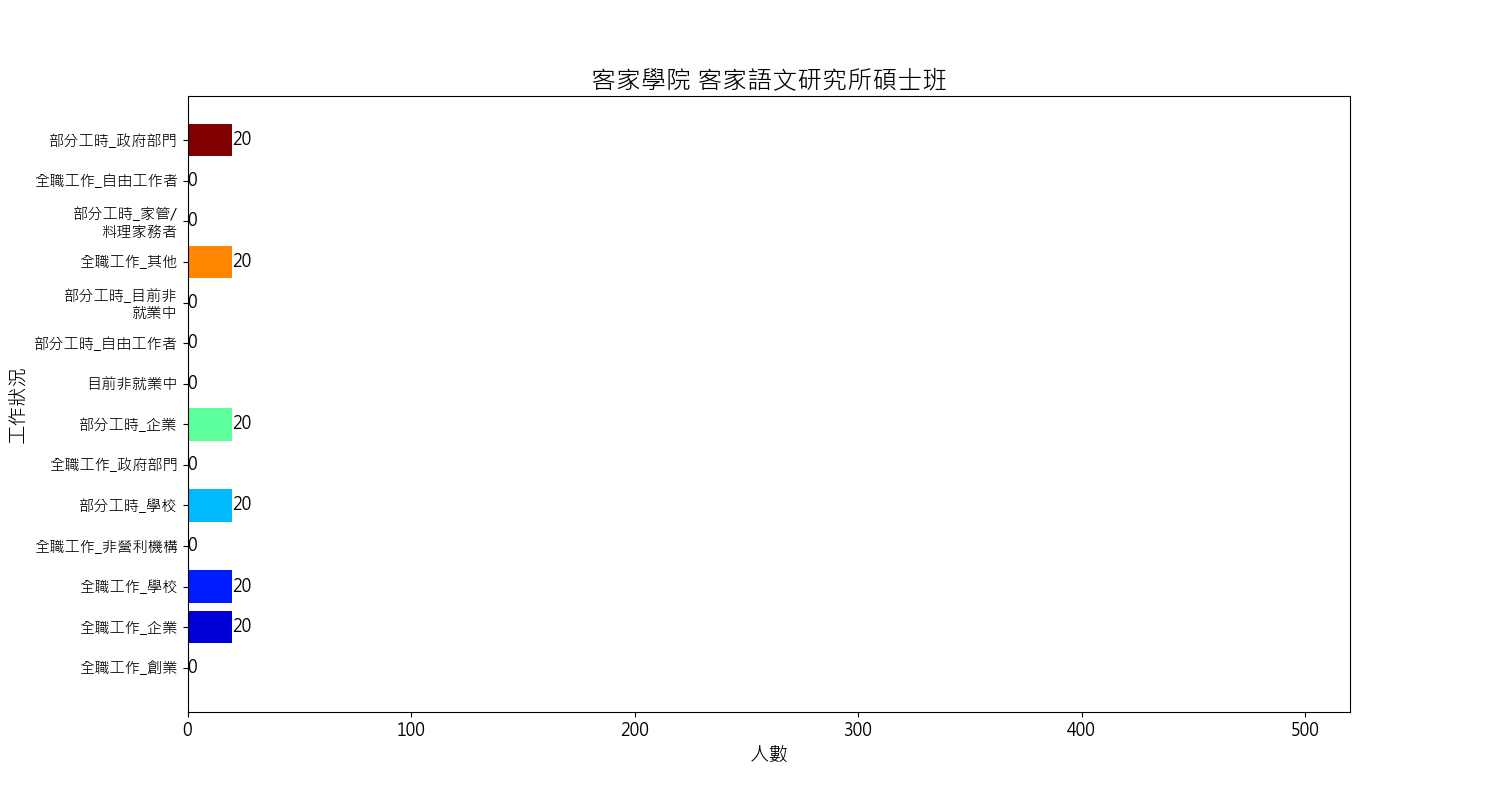 客家學院 客家語文研究所碩士班
部分工時_政府部門
20
全職工作_自由工作者
0
部分工時_家管/
料理家務者
0
全職工作_其他
20
部分工時_目前非
就業中
0
部分工時_自由工作者
0
目前非就業中
0
部分工時_企業
20
全職工作_政府部門
0
部分工時_學校
20
全職工作_非營利機構
0
全職工作_學校
20
全職工作_企業
20
全職工作_創業
0
工作狀況
0 100 200 300 400 500
人數